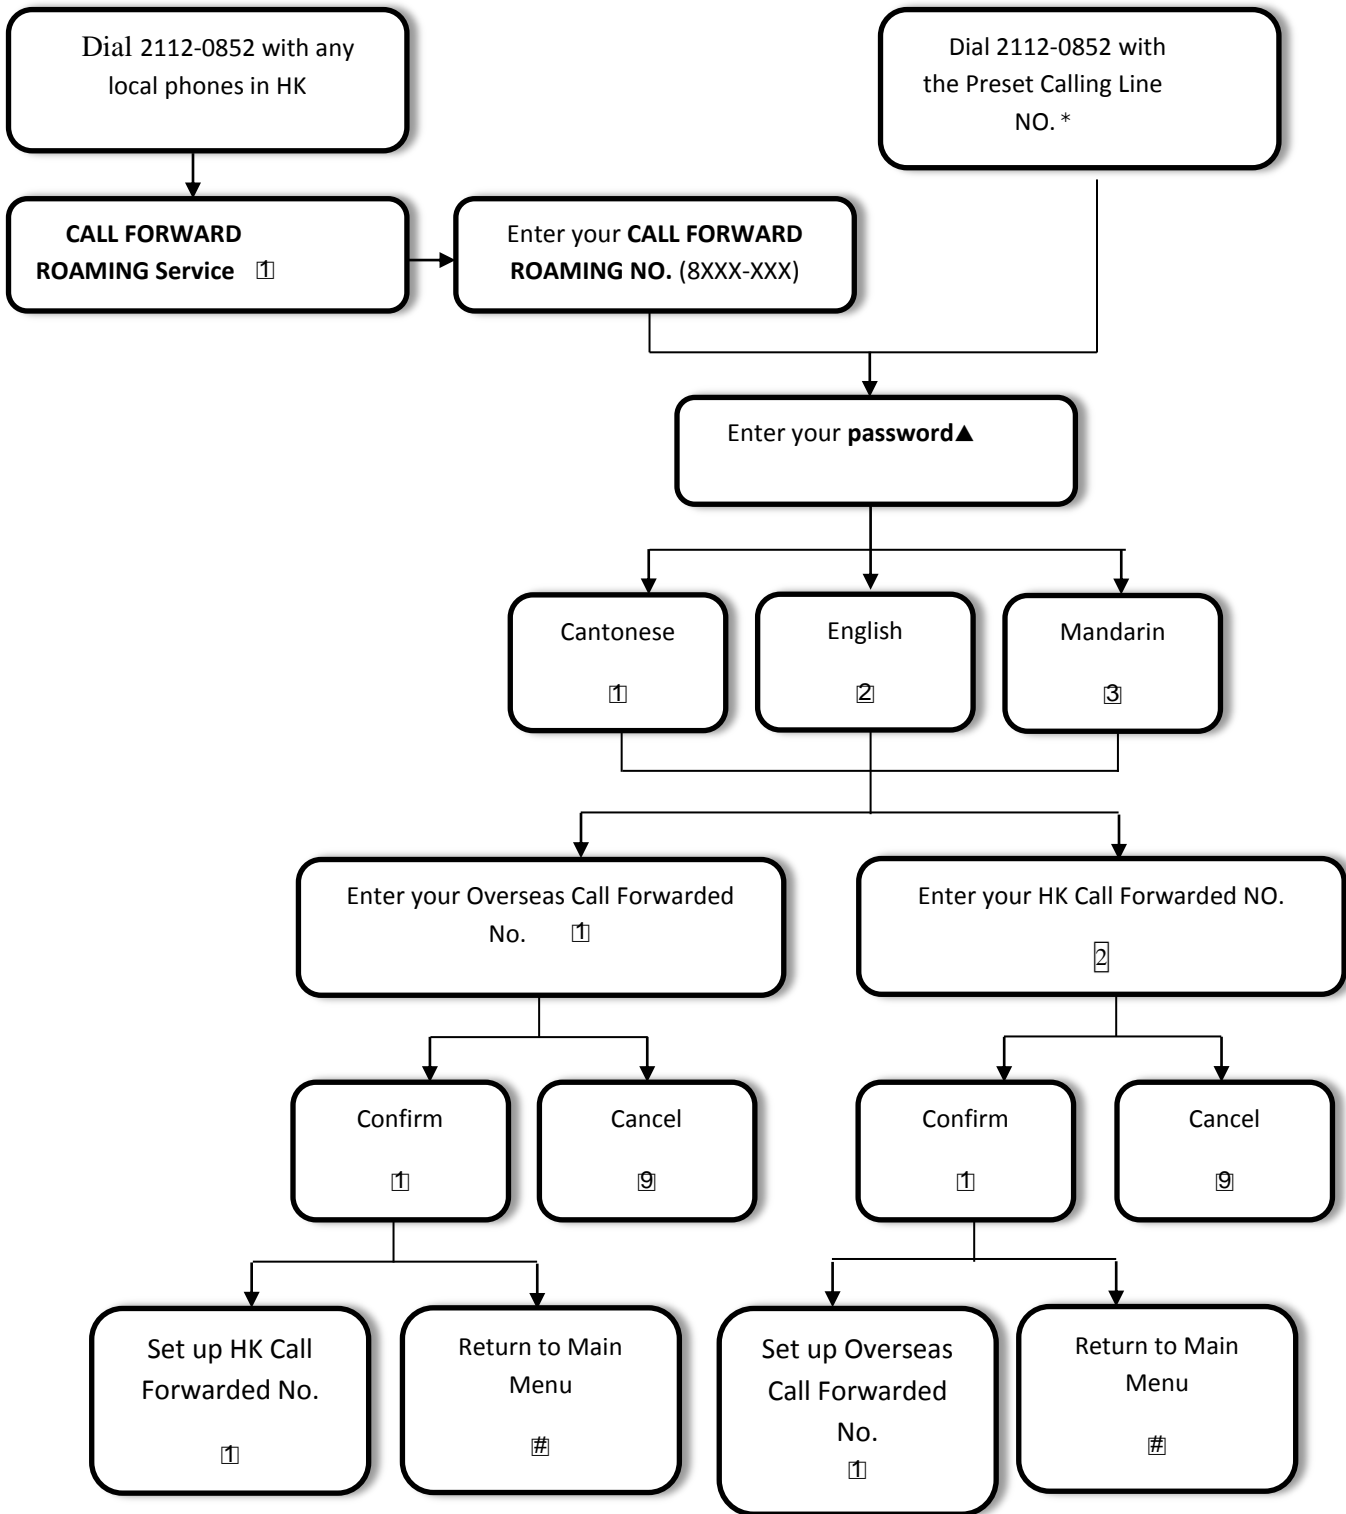 Dial 2112-0852 with any
local phones in HK
Dial 2112-0852 with
the Preset Calling Line
NO. *
CALL FORWARD
ROAMING Service 1
Enter your CALL FORWARD
ROAMING NO. (8XXX-XXX)
Enter your password▲
Cantonese
1
English
2
Mandarin
3
Enter your Overseas Call Forwarded
No. 1
Enter your HK Call Forwarded NO.
2
Confirm
1
Cancel
9
Confirm
1
Cancel
9
Set up HK Call
Forwarded No.
1
Return to Main
Menu
#
Set up Overseas
Call Forwarded
No.
1
Return to Main
Menu
#